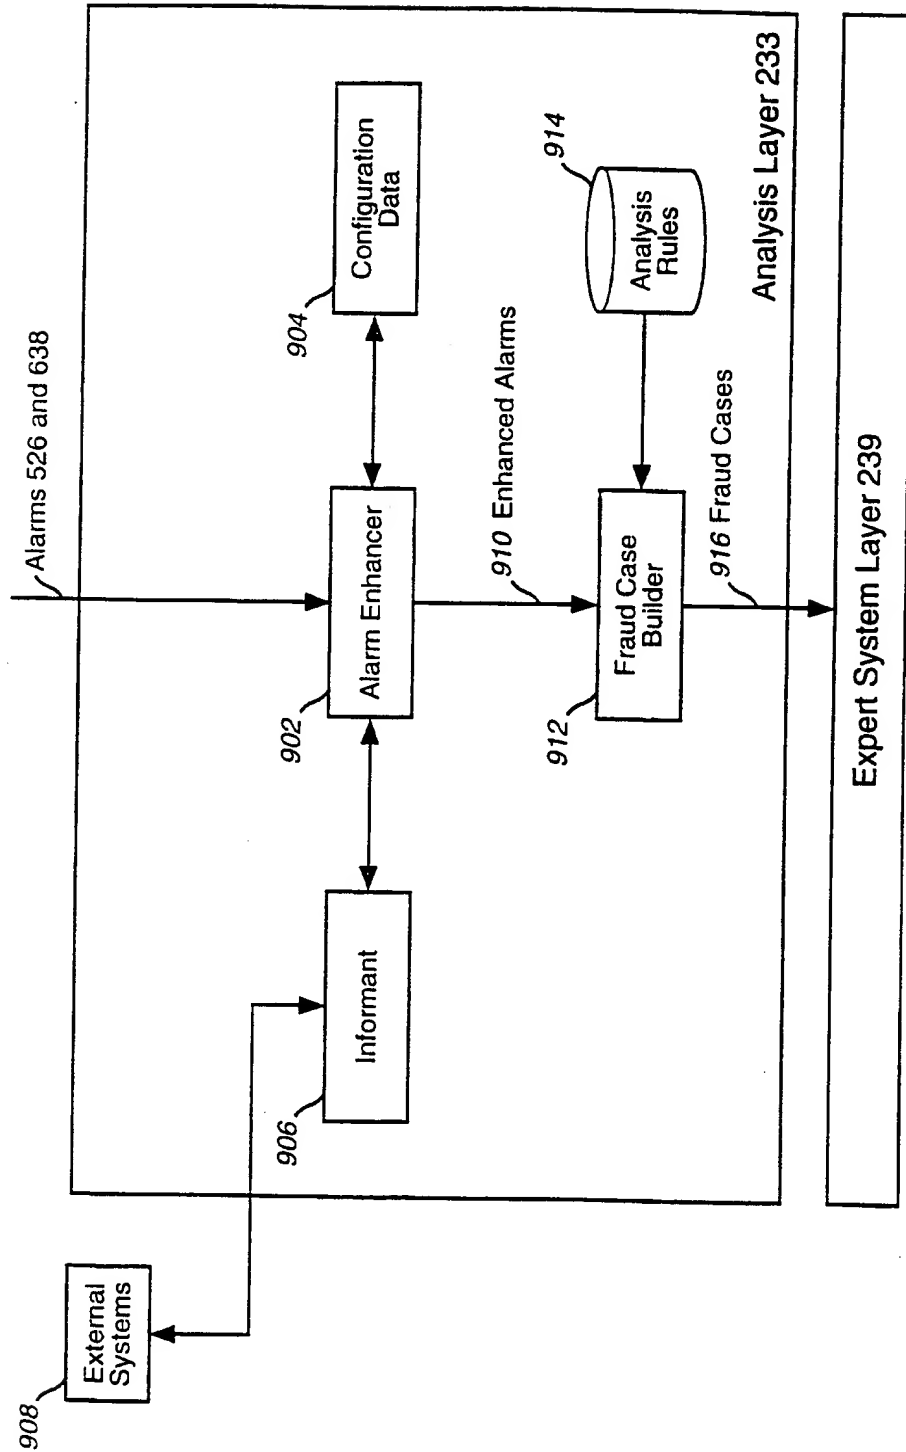 Alarms 526 and 638
908
External
Systems
906
Informant
902
Alarm Enhancer
904
Configuration
Data
910 Enhanced Alarms
912
Fraud Case
Builder
914
Analysis
Rules
916 Fraud Cases
Analysis Layer 233
Expert System Layer 239